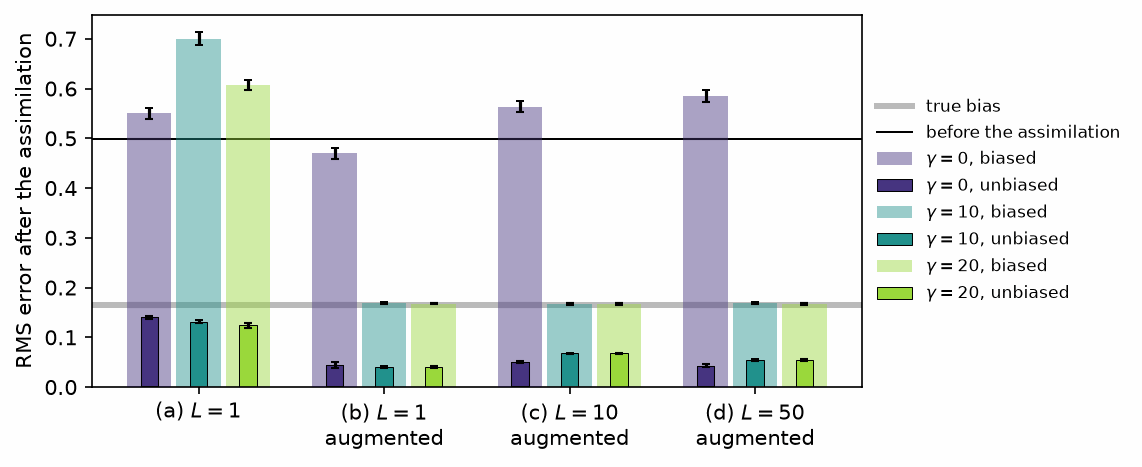 RMS error after the assimilation
0.7
0.6
0.5
0.4
0.3
0.2
0.1
0.0
(a) L = 1
(b) L = 1
augmented
(c) L = 10
augmented
(d) L = 50
augmented
true bias
before the assimilation
γ = 0, biased
γ = 0, unbiased
γ = 10, biased
γ = 10, unbiased
γ = 20, biased
γ = 20, unbiased